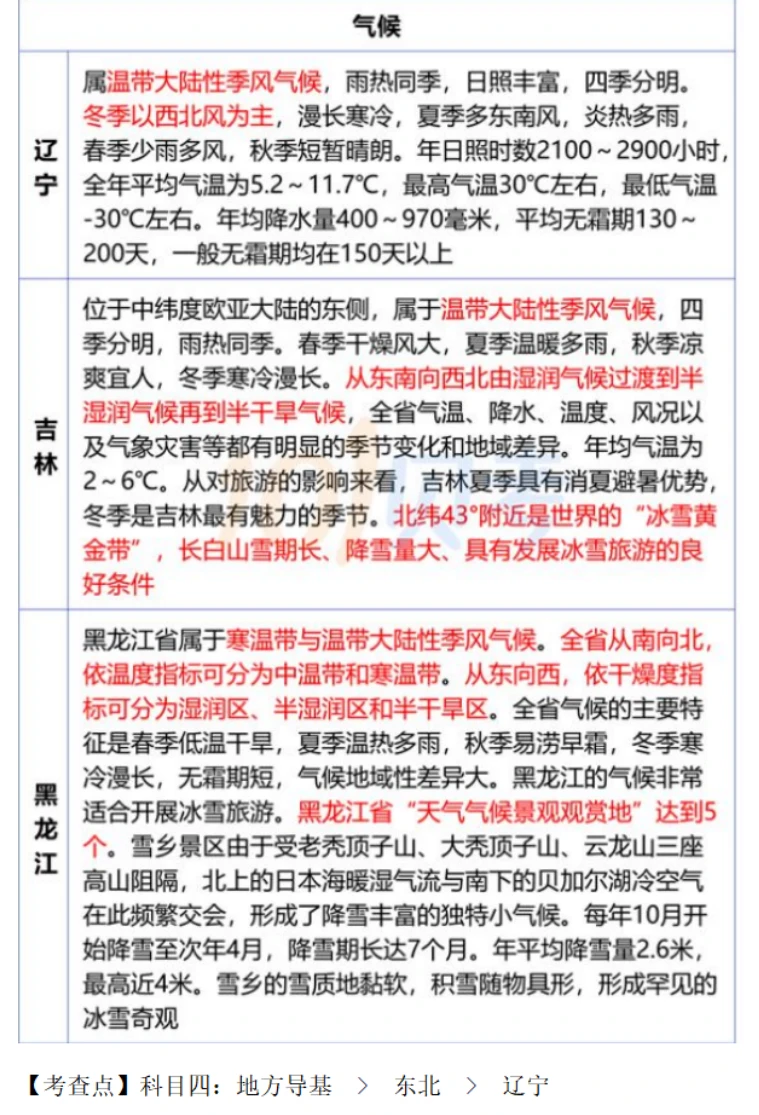 气候
辽宁
属温带大陆性季风气候，雨热同季，日照丰富，四季分明。
冬季以西北风为主，漫长寒冷，夏季多东南风，炎热多雨，
春季少雨多风，秋季短暂晴朗。年日照时数2100～2900小时，
全年平均气温为5.2～11.7℃，最高气温30℃左右，最低气温
-30℃左右。年均降水量400～970毫米，平均无霜期130～
200天，一般无霜期均在150天以上
吉林
位于中纬度欧亚大陆的东侧，属于温带大陆性季风气候，四
季分明，雨热同季。春季干燥风大，夏季温暖多雨，秋季凉
爽宜人，冬季寒冷漫长。从东南向西北由湿润气候过渡到半
湿润气候再到半干旱气候，全省气温、降水、温度、风况以
及气象灾害等都有明显的季节变化和地域差异。年均气温为
2～6℃。从对旅游的影响来看，吉林夏季具有消夏避暑优势，
冬季是吉林最有魅力的季节。北纬43°附近是世界的“冰雪黄
金带”，长白山雪期长、降雪量大、具有发展冰雪旅游的良
好条件
黑龙江
黑龙江省属于寒温带与温带大陆性季风气候。全省从南向北，
依温度指标可分为中温带和寒温带。从东向西，依干燥度指
标可分为湿润区、半湿润区和半干旱区。全省气候的主要特
征是春季低温干旱，夏季温热多雨，秋季易涝早霜，冬季寒
冷漫长，无霜期短，气候地域性差异大。黑龙江的气候非常
适合开展冰雪旅游。黑龙江省“天气气候景观观赏地”达到5
个。雪乡景区由于受老秃顶子山、大秃顶子山、云龙山三座
高山阻隔，北上的日本海暖湿气流与南下的贝加尔湖冷空气
在此频繁交会，形成了降雪丰富的独特小气候。每年10月开
始降雪至次年4月，降雪期长达7个月。年平均降雪量2.6米，
最高近4米。雪乡的雪质地黏软，积雪随物具形，形成罕见的
冰雪奇观
【考查点】科目四：地方导基 > 东北 > 辽宁